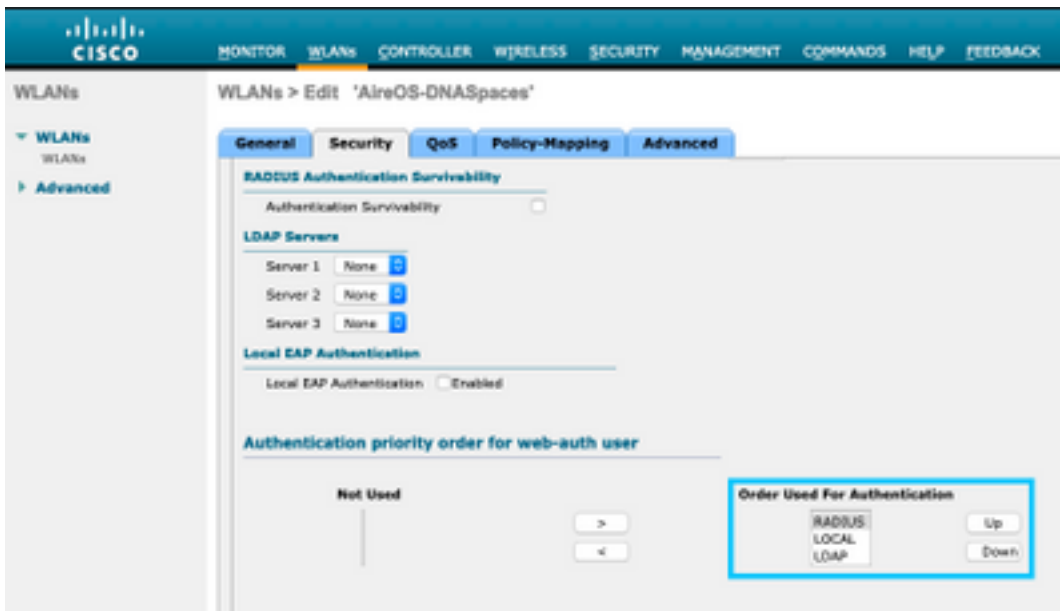 CISCO
MONITOR WLANs CONTROLLER WIRELESS SECURITY MANAGEMENT COMMANDS HELP FEEDBACK
WLANs
WLANs > Edit 'AireOS-DNASpaces'
WLANs
WLANs
Advanced
General Security QoS Policy-Mapping Advanced
RADIUS Authentication Survivability
Authentication Survivability
LDAP Servers
Server 1 None
Server 2 None
Server 3 None
Local EAP Authentication
Local EAP Authentication Enabled
Authentication priority order for web-auth user
Not Used
Order Used For Authentication
>
<
RADIUS
LOCAL
LDAP
Up
Down